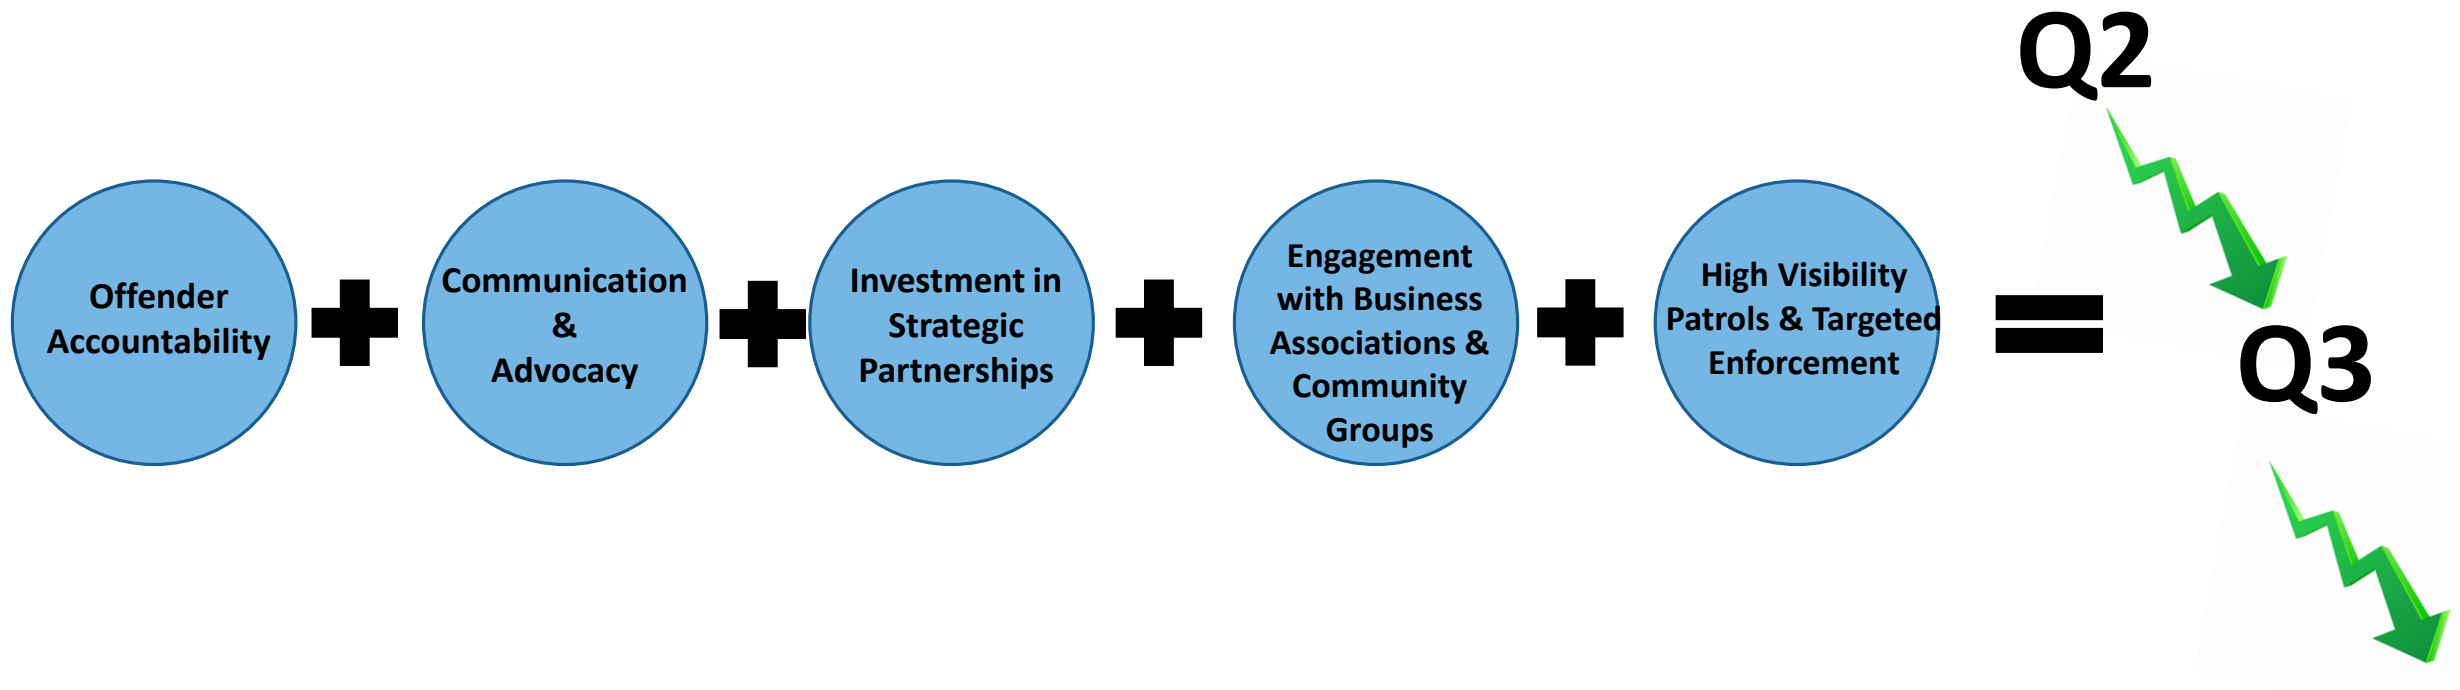 Offender
Accountability
Communication
&
Advocacy
Investment in
Strategic
Partnerships
Engagement
with Business
Associations &
Community
Groups
High Visibility
Patrols & Targeted
Enforcement
Q2
Q3